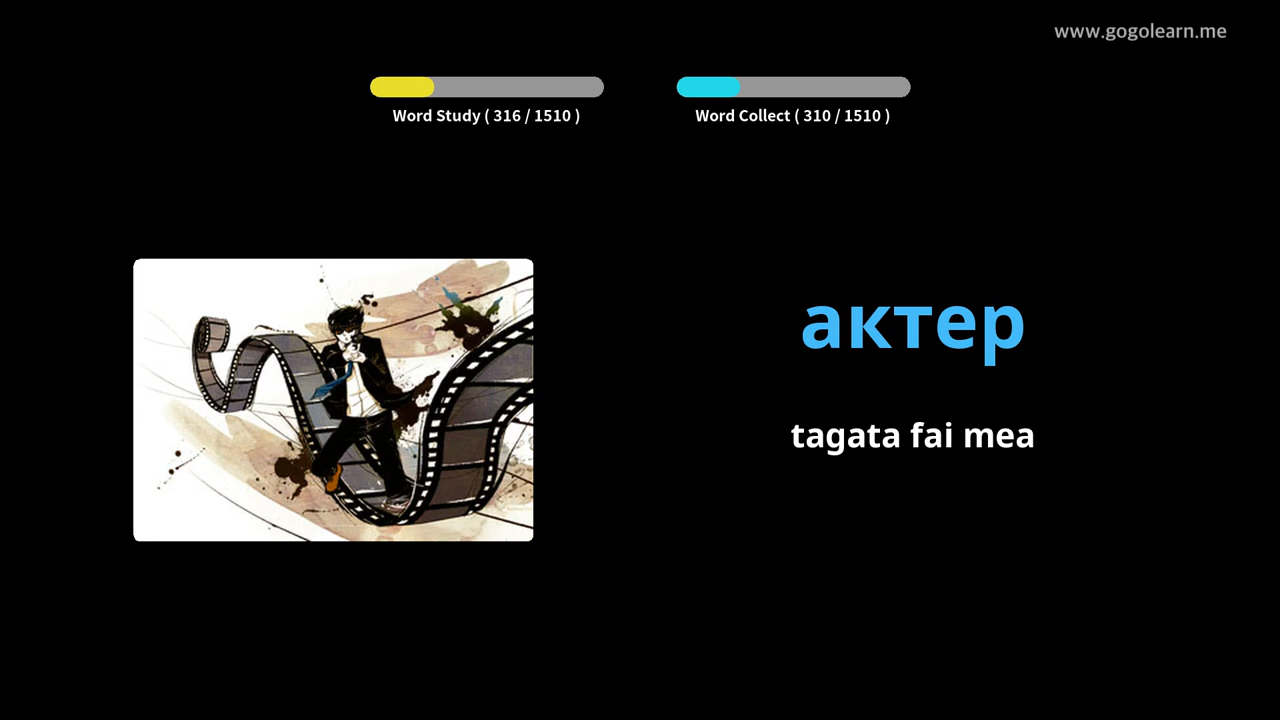 www.gogolearn.me
Word Study ( 316 / 1510 )
Word Collect ( 310 / 1510 )
актер
tagata fai mea